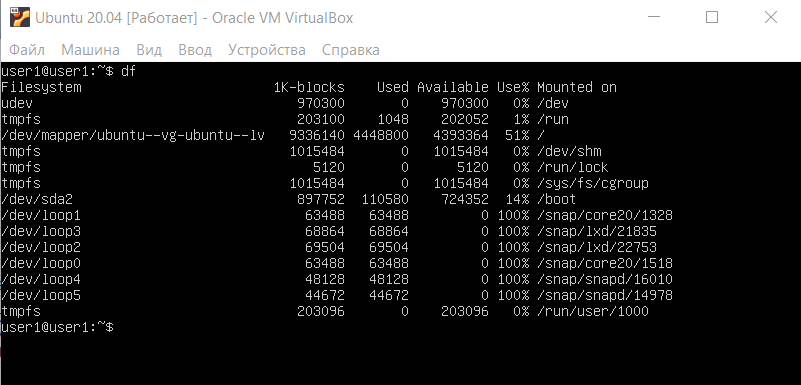 Ubuntu 20.04 [Работает] - Oracle VM VirtualBox
Файл Машина Вид Ввод Устройства Справка
user1@user1:~$ df
Filesystem 1K-blocks Used Available Use% Mounted on
udev 970300 0 970300 0% /dev
tmpfs 203100 1048 202052 1% /run
/dev/mapper/ubuntu--vg-ubuntu--lv 9336140 4448800 4393364 51% /
tmpfs 1015484 0 1015484 0% /dev/shm
tmpfs 5120 0 5120 0% /run/lock
tmpfs 1015484 0 1015484 0% /sys/fs/cgroup
/dev/sda2 897752 110580 724352 14% /boot
/dev/loop1 63488 63488 0 100% /snap/core20/1328
/dev/loop3 68864 68864 0 100% /snap/lxd/21835
/dev/loop2 69504 69504 0 100% /snap/lxd/22753
/dev/loop0 63488 63488 0 100% /snap/core20/1518
/dev/loop4 48128 48128 0 100% /snap/snapd/16010
/dev/loop5 44672 44672 0 100% /snap/snapd/14978
tmpfs 203096 0 203096 0% /run/user/1000
user1@user1:~$